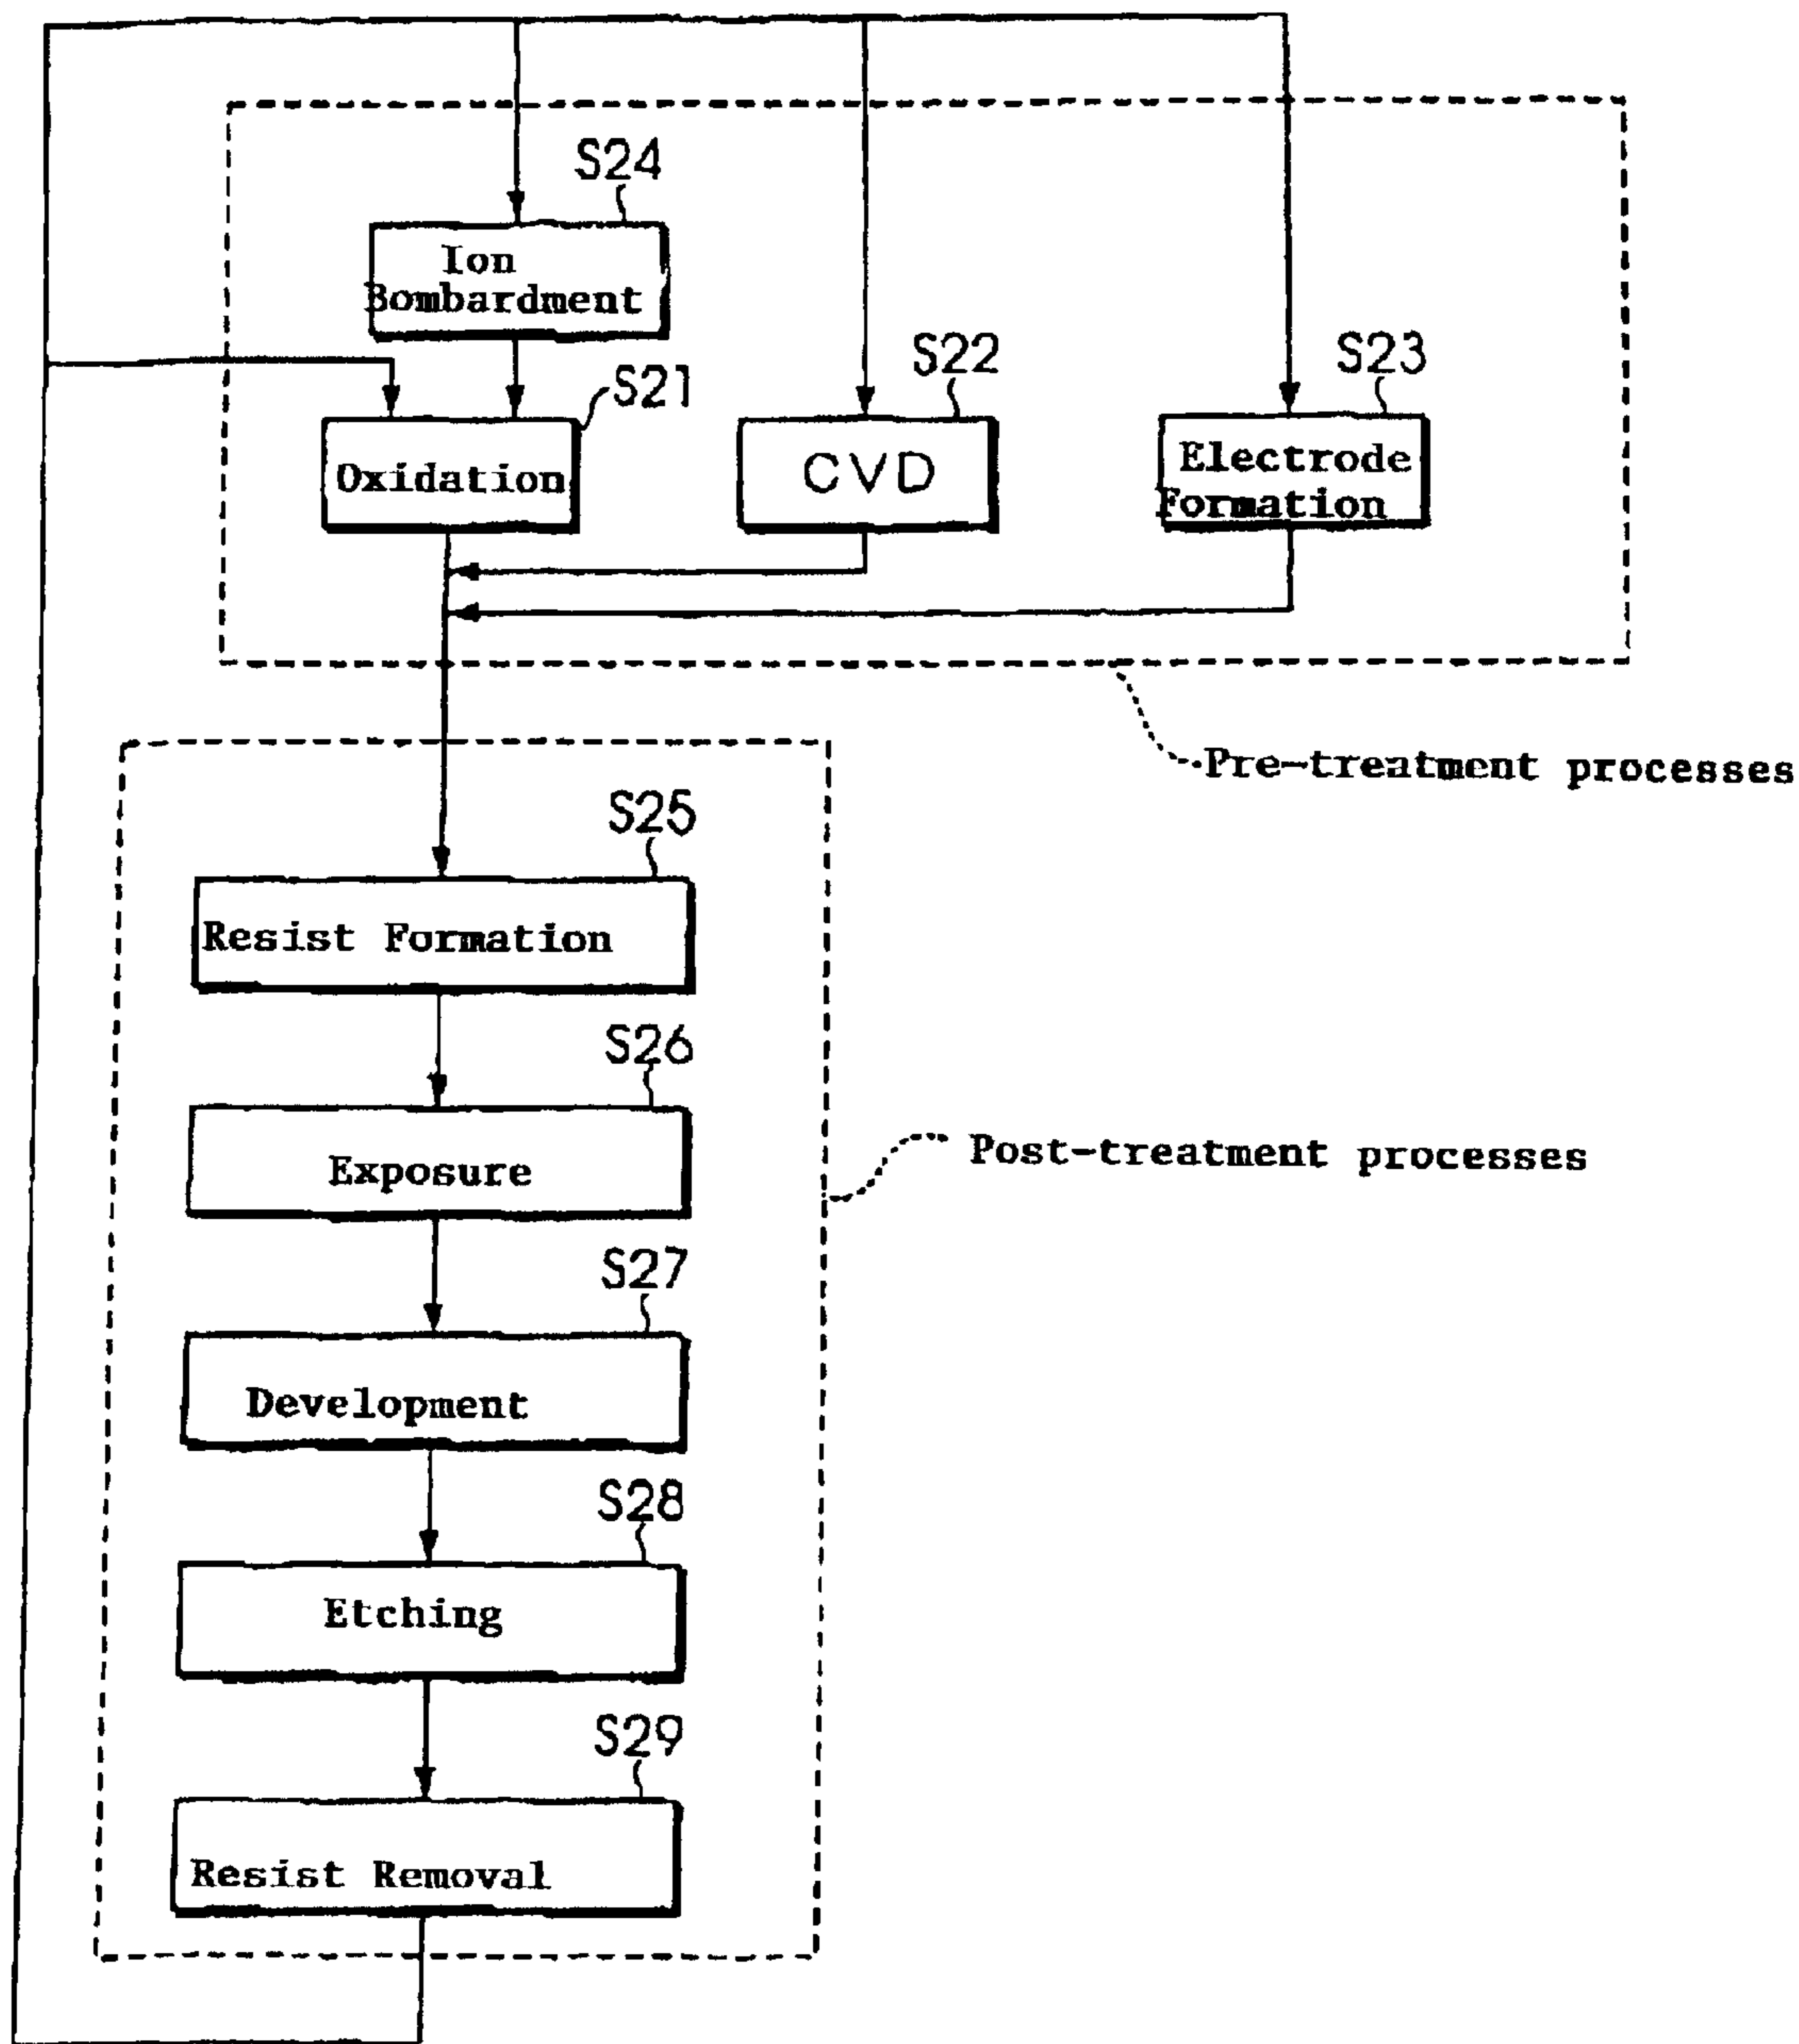 S24
Ion
Bombardment
S21
Oxidation
S22
CVD
S23
Electrode
Formation
Pre-treatment processes
S25
Resist Formation
S26
Exposure
Post-treatment processes
S27
Development
S28
Etching
S29
Resist Removal